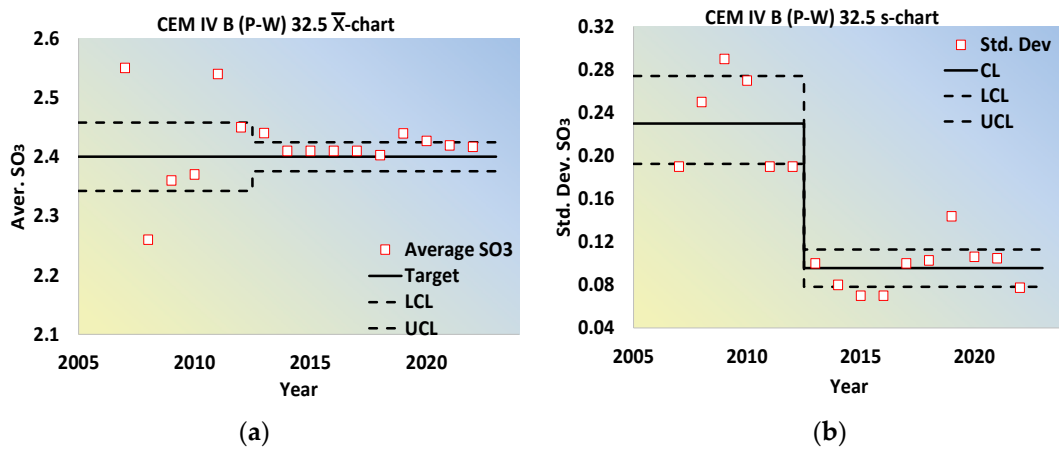 CEM IV B (P-W) 32.5 X̅-chart
2.6
2.5
2.4
2.3
2.2
2.1
Aver. SO₃
Average SO3
Target
LCL
UCL
2005 2010 2015 2020
Year
(a)
CEM IV B (P-W) 32.5 s-chart
0.32
0.28
0.24
0.20
0.16
0.12
0.08
0.04
Std. Dev. SO₃
Std. Dev
CL
LCL
UCL
2005 2010 2015 2020
Year
(b)